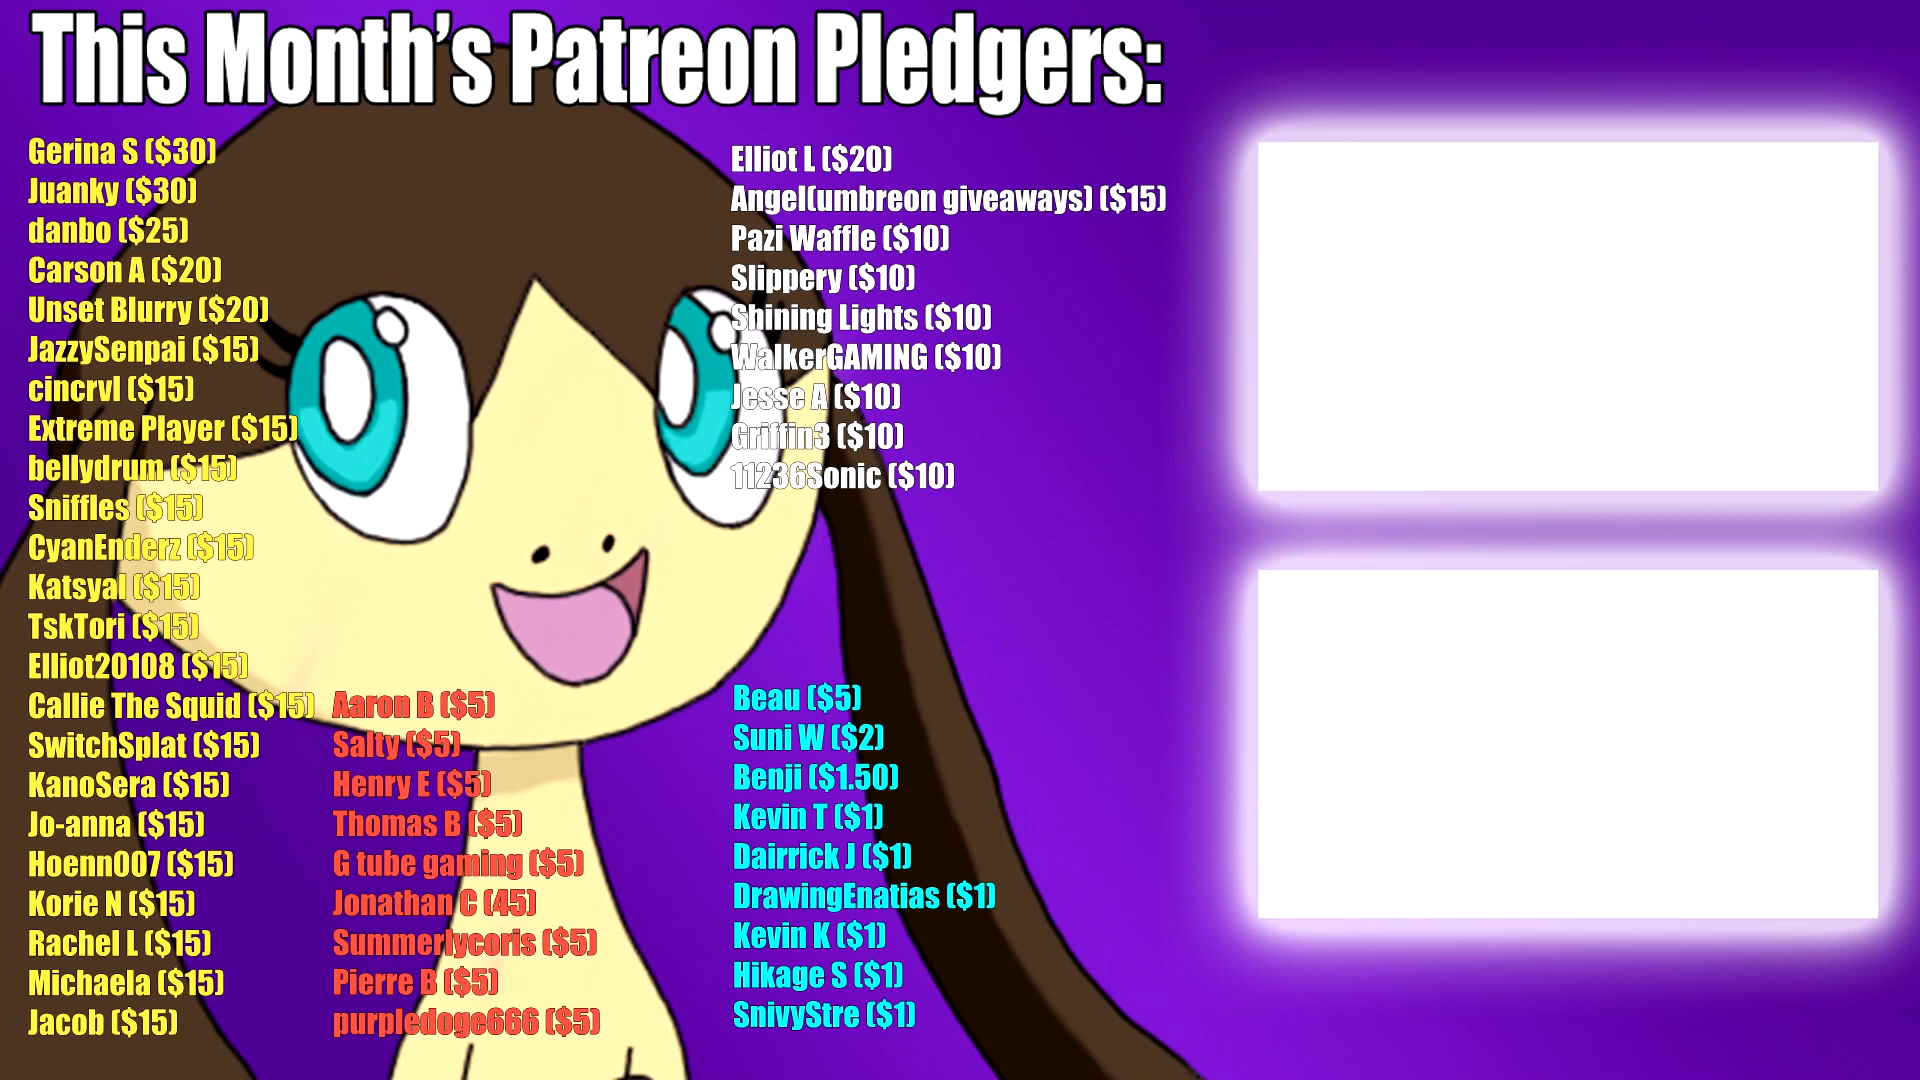 This Month's Patreon Pledgers:
Gerina S ($30)
Juanky ($30)
danbo ($25)
Carson A ($20)
Unset Blurry ($20)
JazzySenpai ($15)
cincrvl ($15)
Extreme Player ($15)
bellydrum ($15)
Sniffles ($15)
CyanEnderz ($15)
Katsyal ($15)
TskTori ($15)
Elliot20108 ($15)
Callie The Squid ($15)
SwitchSplat ($15)
KanoSera ($15)
Jo-anna ($15)
Hoenn007 ($15)
Korie N ($15)
Rachel L ($15)
Michaela ($15)
Jacob ($15)
Aaron B ($5)
Salty ($5)
Henry E ($5)
Thomas B ($5)
G tube gaming ($5)
Jonathan C (45)
Summerlycoris ($5)
Pierre B ($5)
purpledoge666 ($5)
Elliot L ($20)
Angel(umbreon giveaways) ($15)
Pazi Waffle ($10)
Slippery ($10)
Shining Lights ($10)
WalkerGAMING ($10)
Jesse A ($10)
Griffin3 ($10)
11236Sonic ($10)
Beau ($5)
Suni W ($2)
Benji ($1.50)
Kevin T ($1)
Dairrick J ($1)
DrawingEnatias ($1)
Kevin K ($1)
Hikage S ($1)
SnivyStre ($1)